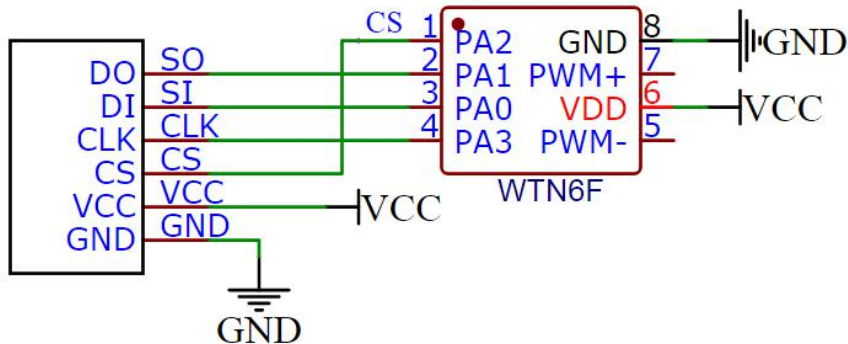 CS 1 PA2 GND 8 GND
DO SO 2 PA1 PWM+ 7
DI SI 3 PA0 VDD 6 VCC
CLK CLK 4 PA3 PWM- 5
CS CS
WTN6F
VCC VCC VCC
GND GND
GND